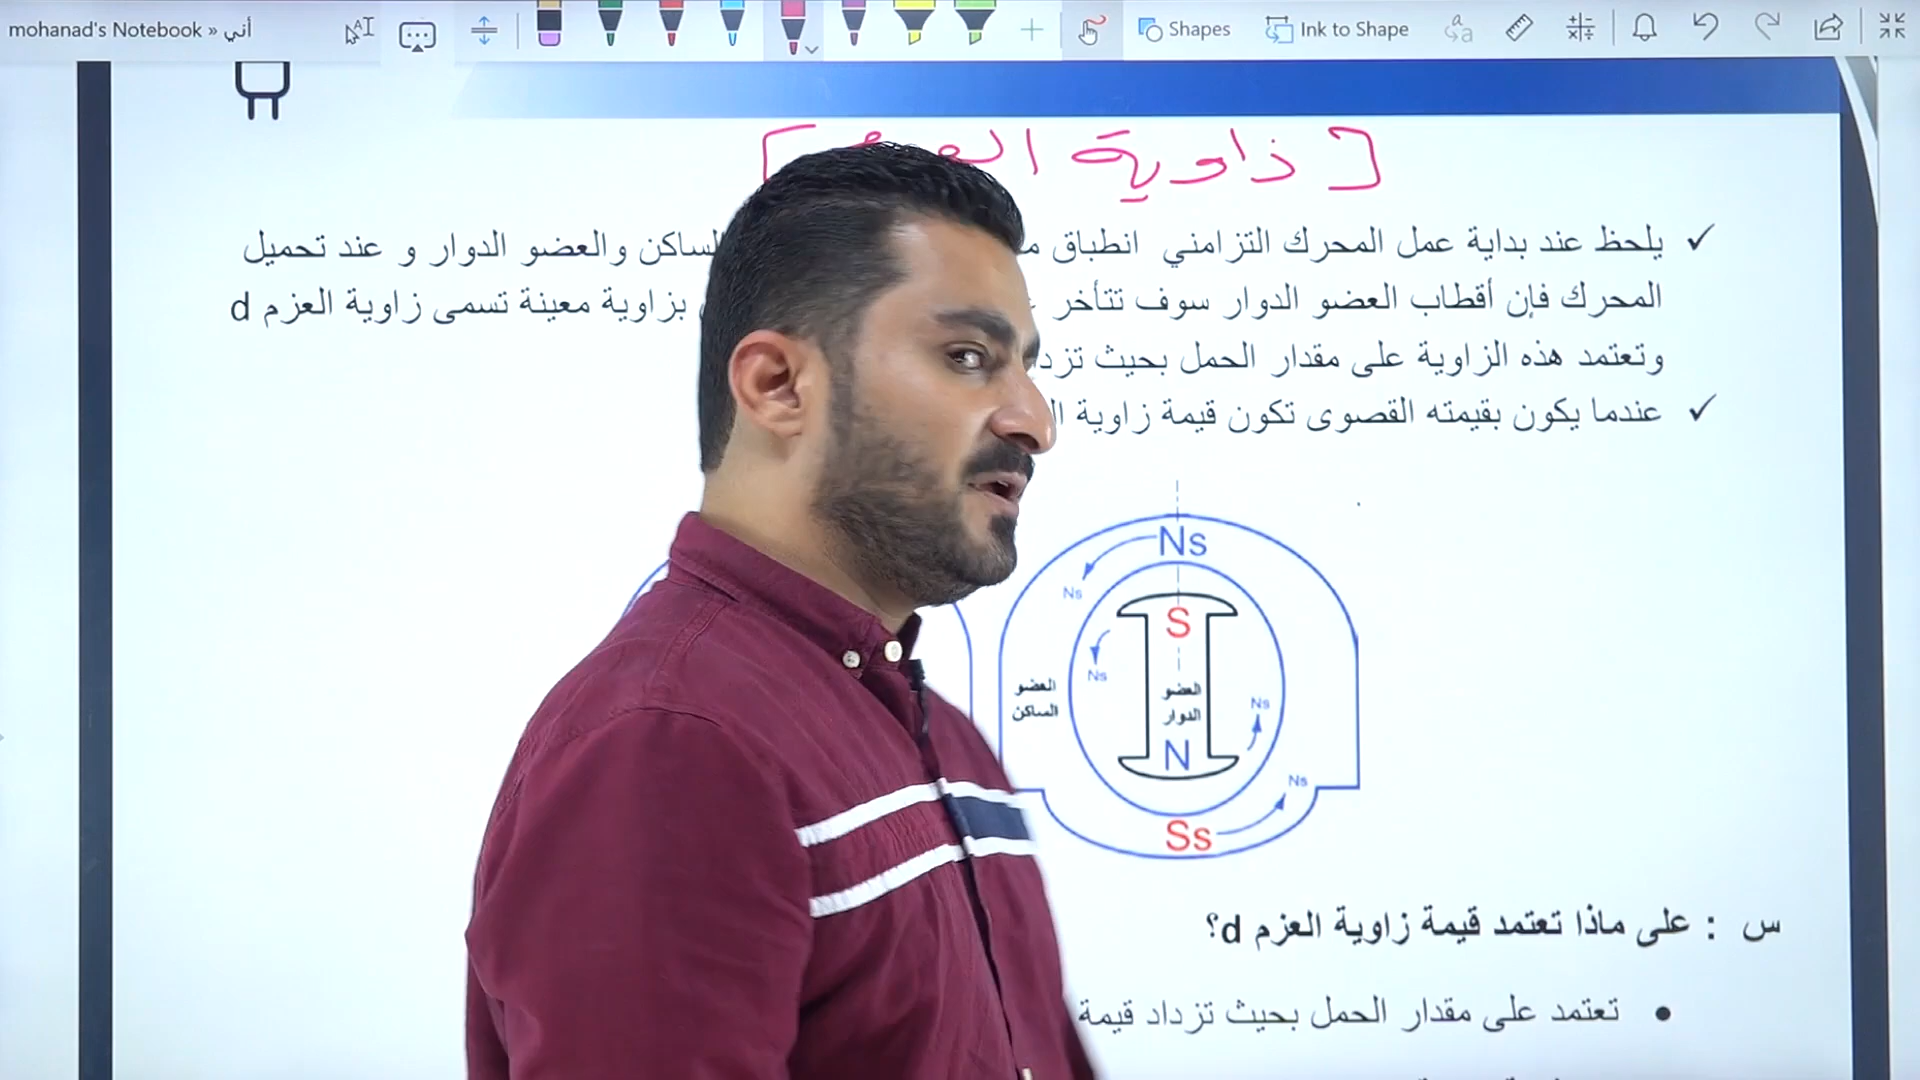 mohanad's Notebook » أني
Shapes
Ink to Shape
[ زاوية
يلحظ عند بداية عمل المحرك التزامني انطباق الساكن والعضو الدوار و عند تحميل
المحرك فإن أقطاب العضو الدوار سوف تتأخر بزاوية معينة تسمى زاوية العزم d
وتعتمد هذه الزاوية على مقدار الحمل بحيث
عندما يكون بقيمته القصوى تكون قيمة زاوية
Ns
Ns
S
Ns
العضو
الساكن
العضو
الدوار
Ns
N
Ns
Ss
س : على ماذا تعتمد قيمة زاوية العزم d؟
تعتمد على مقدار الحمل بحيث تزداد قيمة